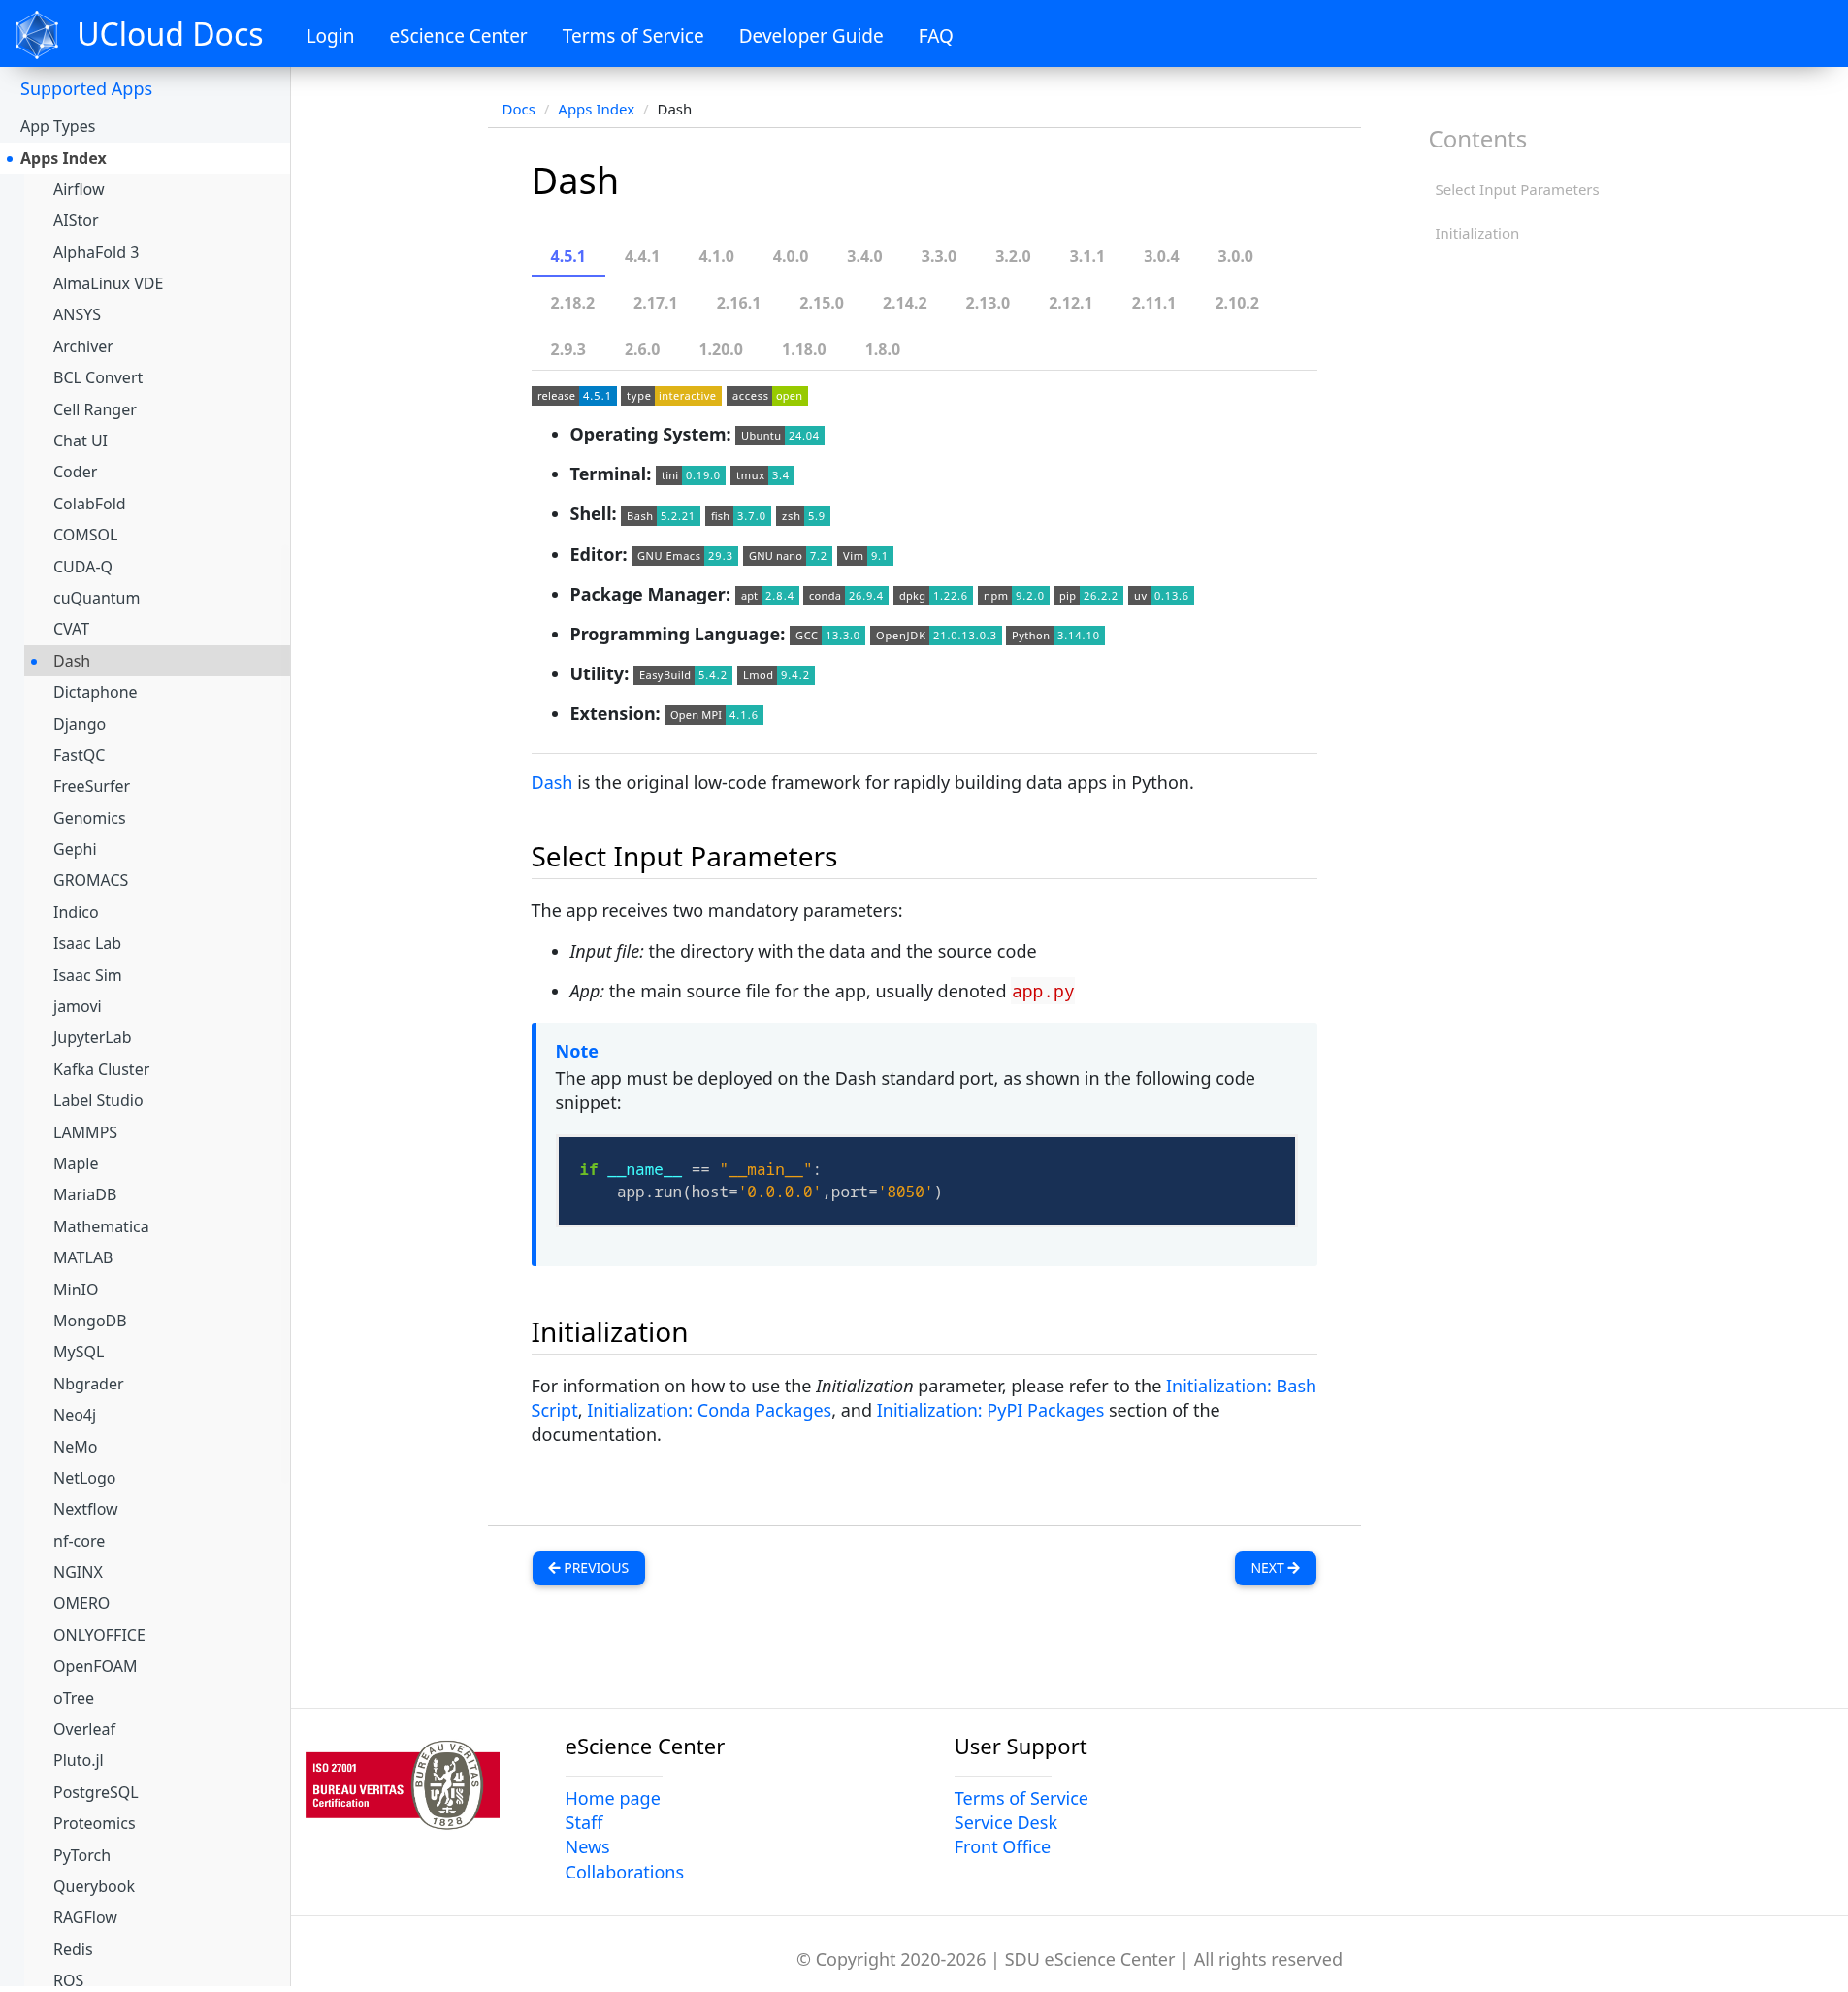 UCloud Docs
Login
eScience Center
Terms of Service
Developer Guide
FAQ
Supported Apps
App Types
Apps Index
Airflow
AIStor
AlphaFold 3
AlmaLinux VDE
ANSYS
Archiver
BCL Convert
Cell Ranger
Chat UI
Coder
ColabFold
COMSOL
CUDA-Q
cuQuantum
CVAT
Dash
Dictaphone
Django
FastQC
FreeSurfer
Genomics
Gephi
GROMACS
Indico
Isaac Lab
Isaac Sim
jamovi
JupyterLab
Kafka Cluster
Label Studio
LAMMPS
Maple
MariaDB
Mathematica
MATLAB
MinIO
MongoDB
MySQL
Nbgrader
Neo4j
NeMo
NetLogo
Nextflow
nf-core
NGINX
OMERO
ONLYOFFICE
OpenFOAM
oTree
Overleaf
Pluto.jl
PostgreSQL
Proteomics
PyTorch
Querybook
RAGFlow
Redis
ROS
Docs / Apps Index / Dash
Dash
4.5.1 4.4.1 4.1.0 4.0.0 3.4.0 3.3.0 3.2.0 3.1.1 3.0.4 3.0.0
2.18.2 2.17.1 2.16.1 2.15.0 2.14.2 2.13.0 2.12.1 2.11.1 2.10.2
2.9.3 2.6.0 1.20.0 1.18.0 1.8.0
release 4.5.1 type interactive access open
• Operating System: Ubuntu 24.04
• Terminal: tini 0.19.0 tmux 3.4
• Shell: Bash 5.2.21 fish 3.7.0 zsh 5.9
• Editor: GNU Emacs 29.3 GNU nano 7.2 Vim 9.1
• Package Manager: apt 2.8.4 conda 26.9.4 dpkg 1.22.6 npm 9.2.0 pip 26.2.2 uv 0.13.6
• Programming Language: GCC 13.3.0 OpenJDK 21.0.13.0.3 Python 3.14.10
• Utility: EasyBuild 5.4.2 Lmod 9.4.2
• Extension: Open MPI 4.1.6
Dash is the original low-code framework for rapidly building data apps in Python.
Select Input Parameters
The app receives two mandatory parameters:
• Input file: the directory with the data and the source code
• App: the main source file for the app, usually denoted app.py
Note
The app must be deployed on the Dash standard port, as shown in the following code
snippet:
if __name__ == "__main__":
    app.run(host='0.0.0.0',port='8050')
Initialization
For information on how to use the Initialization parameter, please refer to the Initialization: Bash
Script, Initialization: Conda Packages, and Initialization: PyPI Packages section of the
documentation.
PREVIOUS
NEXT
Contents
Select Input Parameters
Initialization
ISO 27001
BUREAU VERITAS
Certification
BUREAU VERITAS
1828
eScience Center
Home page
Staff
News
Collaborations
User Support
Terms of Service
Service Desk
Front Office
© Copyright 2020-2026 | SDU eScience Center | All rights reserved